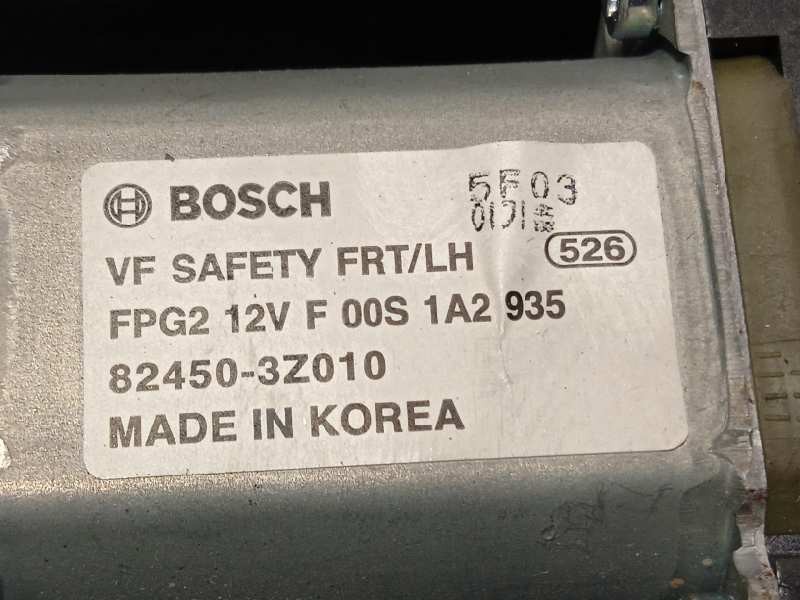 BOSCH
5F03
VF SAFETY FRT/LH
526
FPG2 12V F 00S 1A2 935
82450-3Z010
MADE IN KOREA